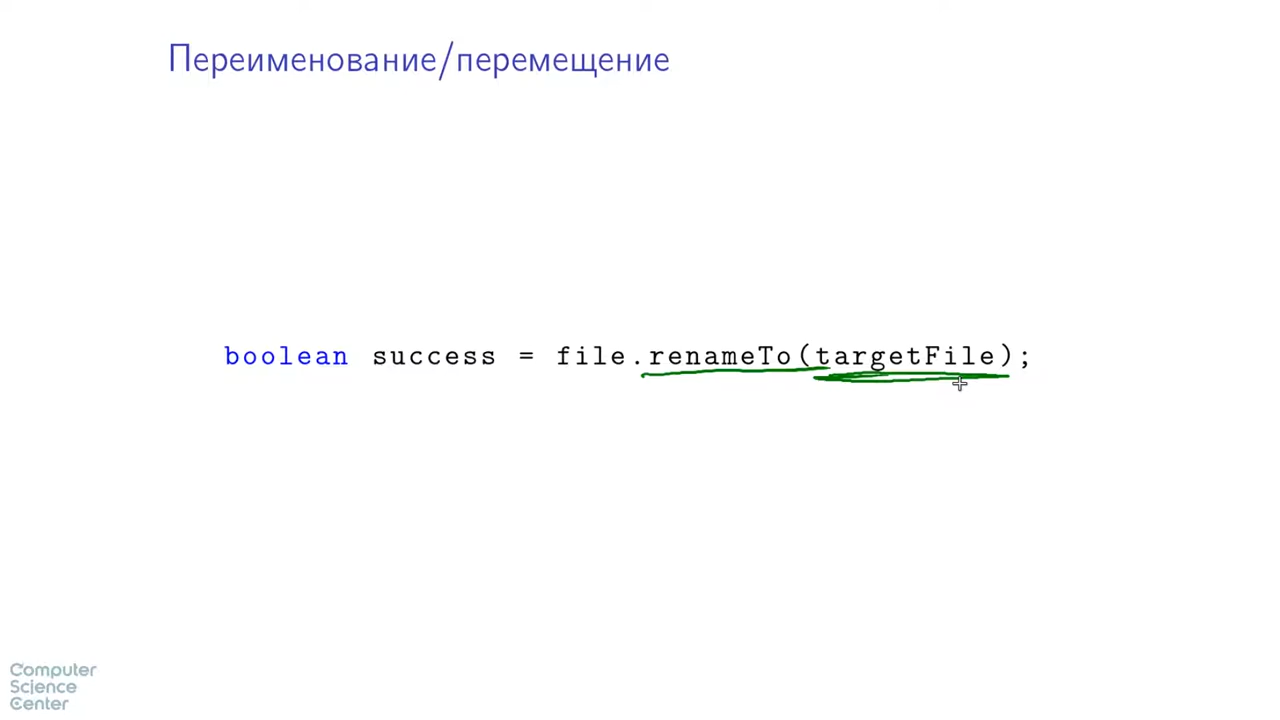 Переименование/перемещение
boolean success = file.renameTo(targetFile);
Computer
Science
Center